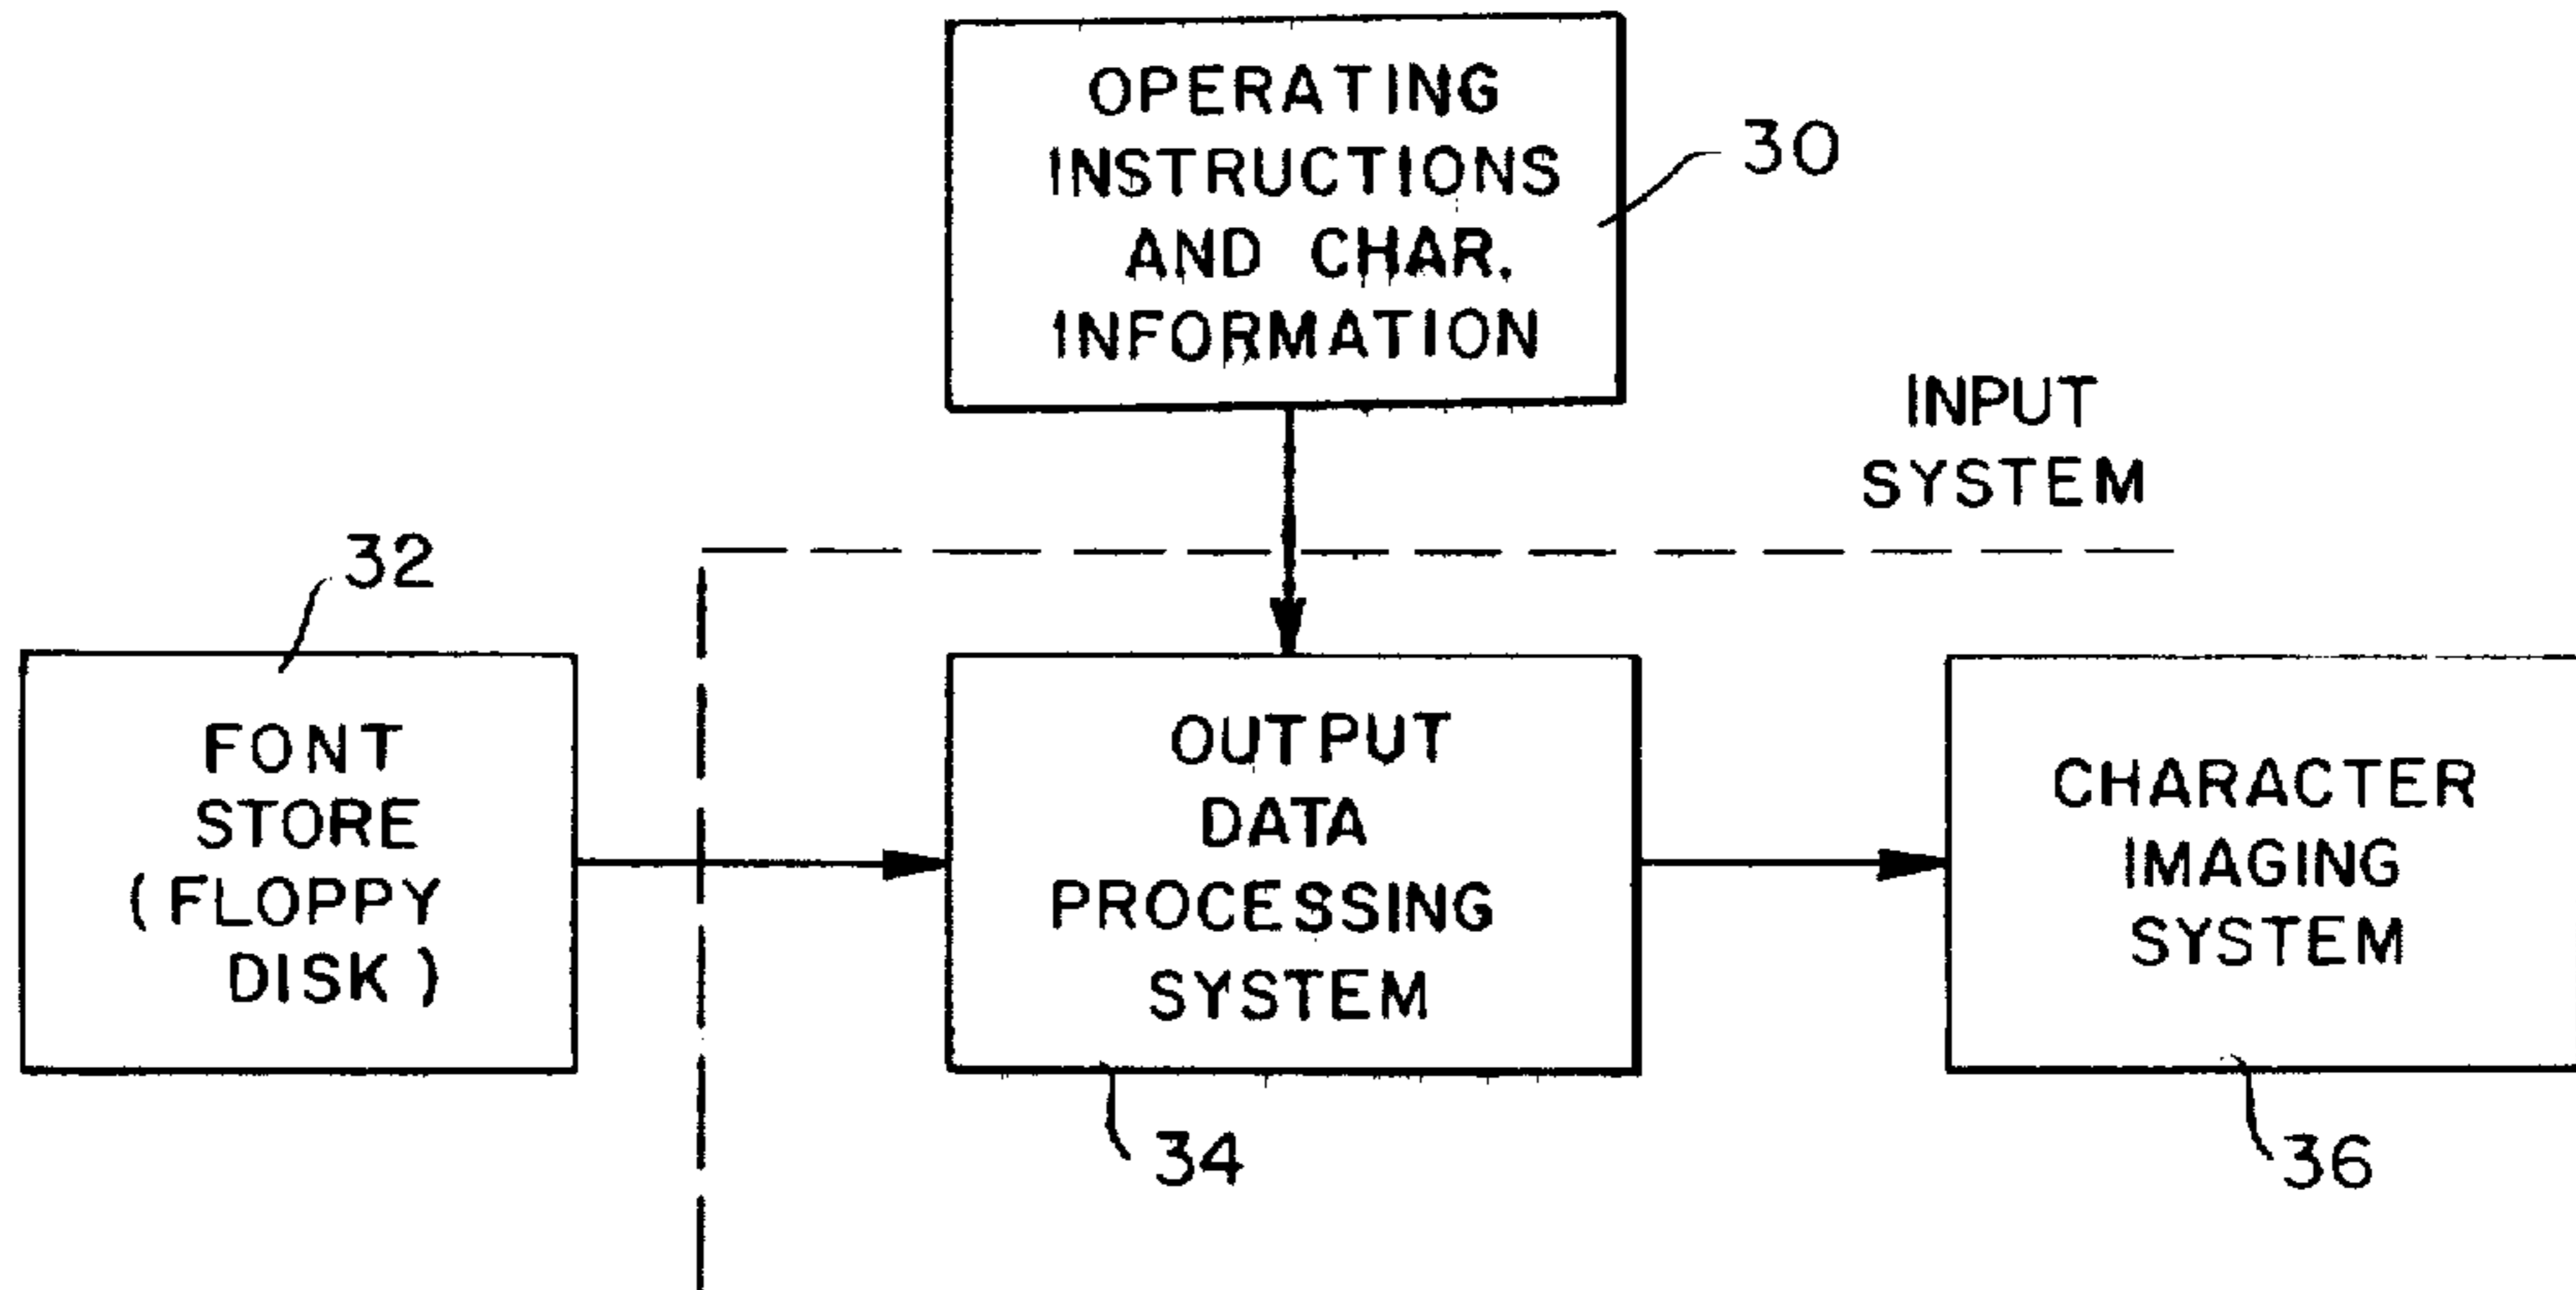 OPERATING
INSTRUCTIONS
AND CHAR.
INFORMATION
30
INPUT
SYSTEM
32
FONT
STORE
(FLOPPY
DISK)
OUTPUT
DATA
PROCESSING
SYSTEM
34
CHARACTER
IMAGING
SYSTEM
36